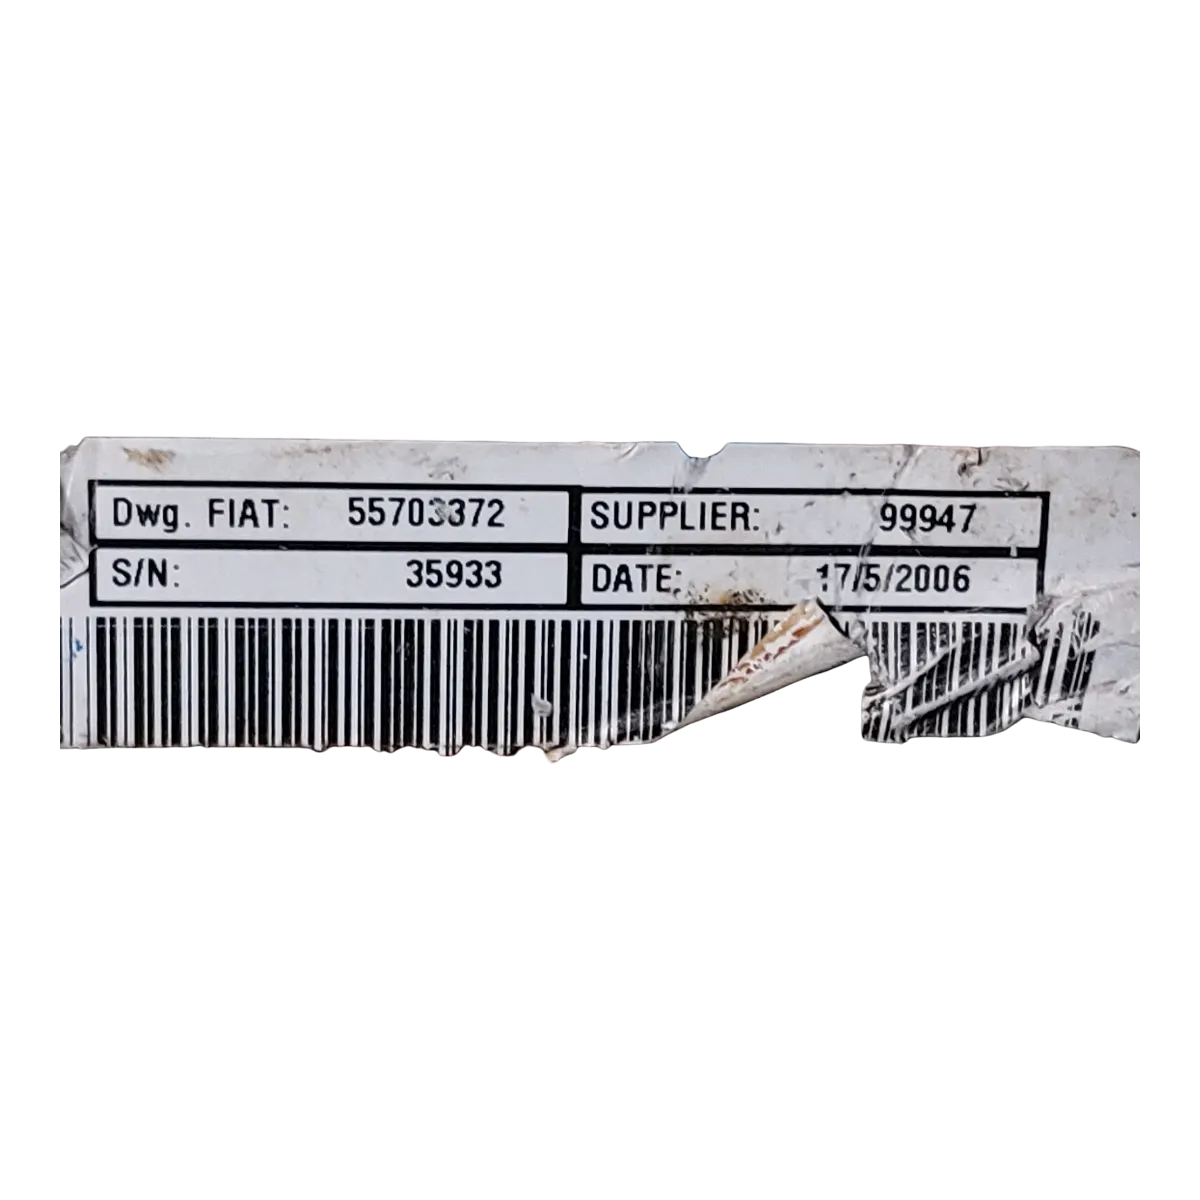 Dwg. FIAT: 55703372 SUPPLIER: 99947
S/N: 35933 DATE: 17/5/2006